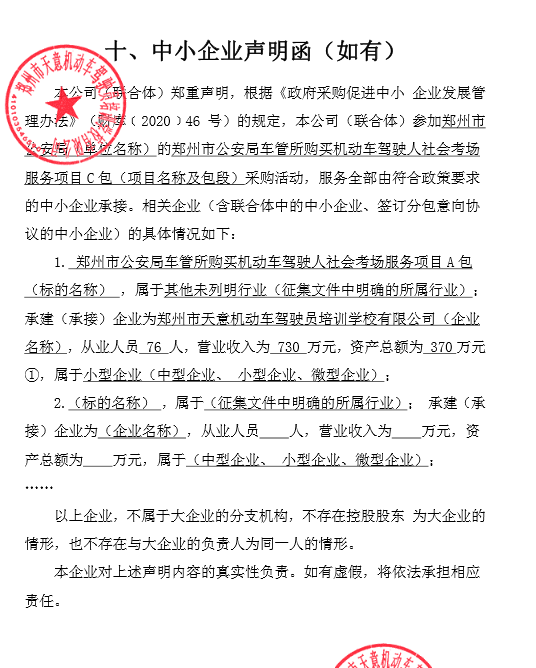 十、中小企业声明函（如有）
本公司（联合体）郑重声明，根据《政府采购促进中小 企业发展管
理办法》（财库﹝2020﹞46 号）的规定，本公司（联合体）参加郑州市
公安局（单位名称）的郑州市公安局车管所购买机动车驾驶人社会考场
服务项目 C 包（项目名称及包段）采购活动，服务全部由符合政策要求
的中小企业承接。相关企业（含联合体中的中小企业、签订分包意向协
议的中小企业）的具体情况如下：
1. 郑州市公安局车管所购买机动车驾驶人社会考场服务项目 A 包
（标的名称） ，属于其他未列明行业（征集文件中明确的所属行业）；
承建（承接）企业为郑州市天意机动车驾驶员培训学校有限公司（企业
名称），从业人员 76 人，营业收入为 730 万元，资产总额为 370 万元
①，属于小型企业（中型企业、 小型企业、微型企业）；
2.（标的名称） ，属于（征集文件中明确的所属行业）； 承建（承
接）企业为（企业名称），从业人员____人，营业收入为____万元，资
产总额为____万元，属于（中型企业、 小型企业、微型企业）；
……
以上企业，不属于大企业的分支机构，不存在控股股东 为大企业的
情形，也不存在与大企业的负责人为同一人的情形。
本企业对上述声明内容的真实性负责。如有虚假，将依法承担相应
责任。
市天意机动车